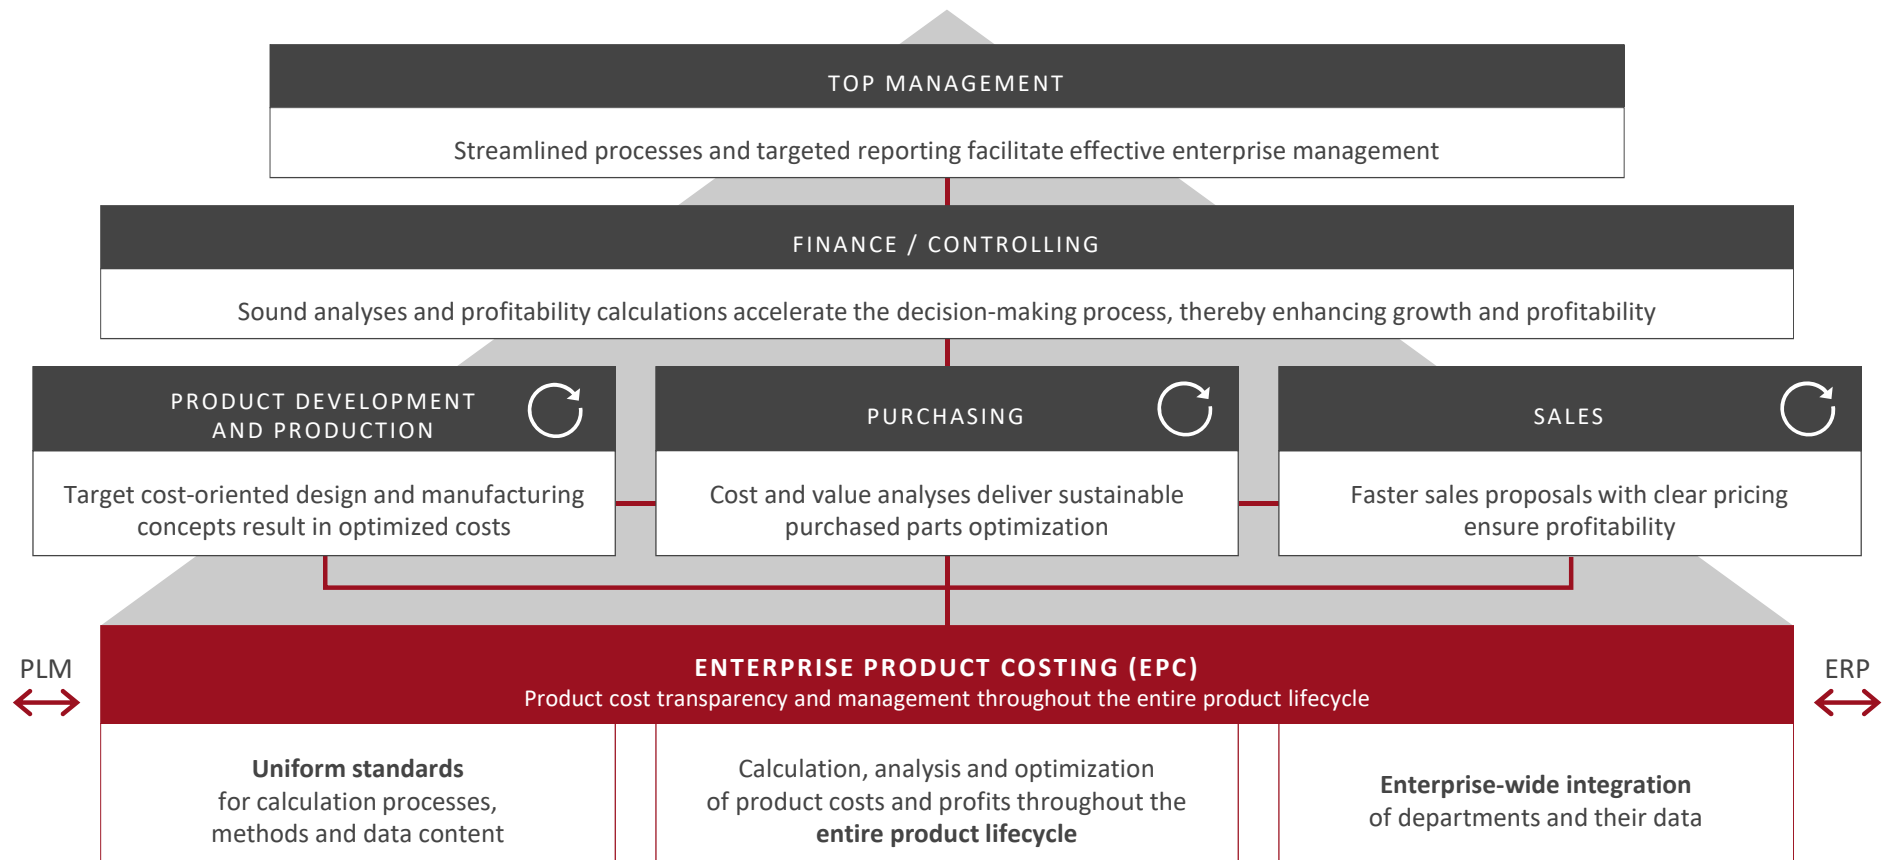 TOP MANAGEMENT
Streamlined processes and targeted reporting facilitate effective enterprise management
FINANCE / CONTROLLING
Sound analyses and profitability calculations accelerate the decision-making process, thereby enhancing growth and profitability
PRODUCT DEVELOPMENT
AND PRODUCTION
Target cost-oriented design and manufacturing
concepts result in optimized costs
PURCHASING
Cost and value analyses deliver sustainable
purchased parts optimization
SALES
Faster sales proposals with clear pricing
ensure profitability
PLM
ENTERPRISE PRODUCT COSTING (EPC)
Product cost transparency and management throughout the entire product lifecycle
ERP
Uniform standards
for calculation processes,
methods and data content
Calculation, analysis and optimization
of product costs and profits throughout the
entire product lifecycle
Enterprise-wide integration
of departments and their data